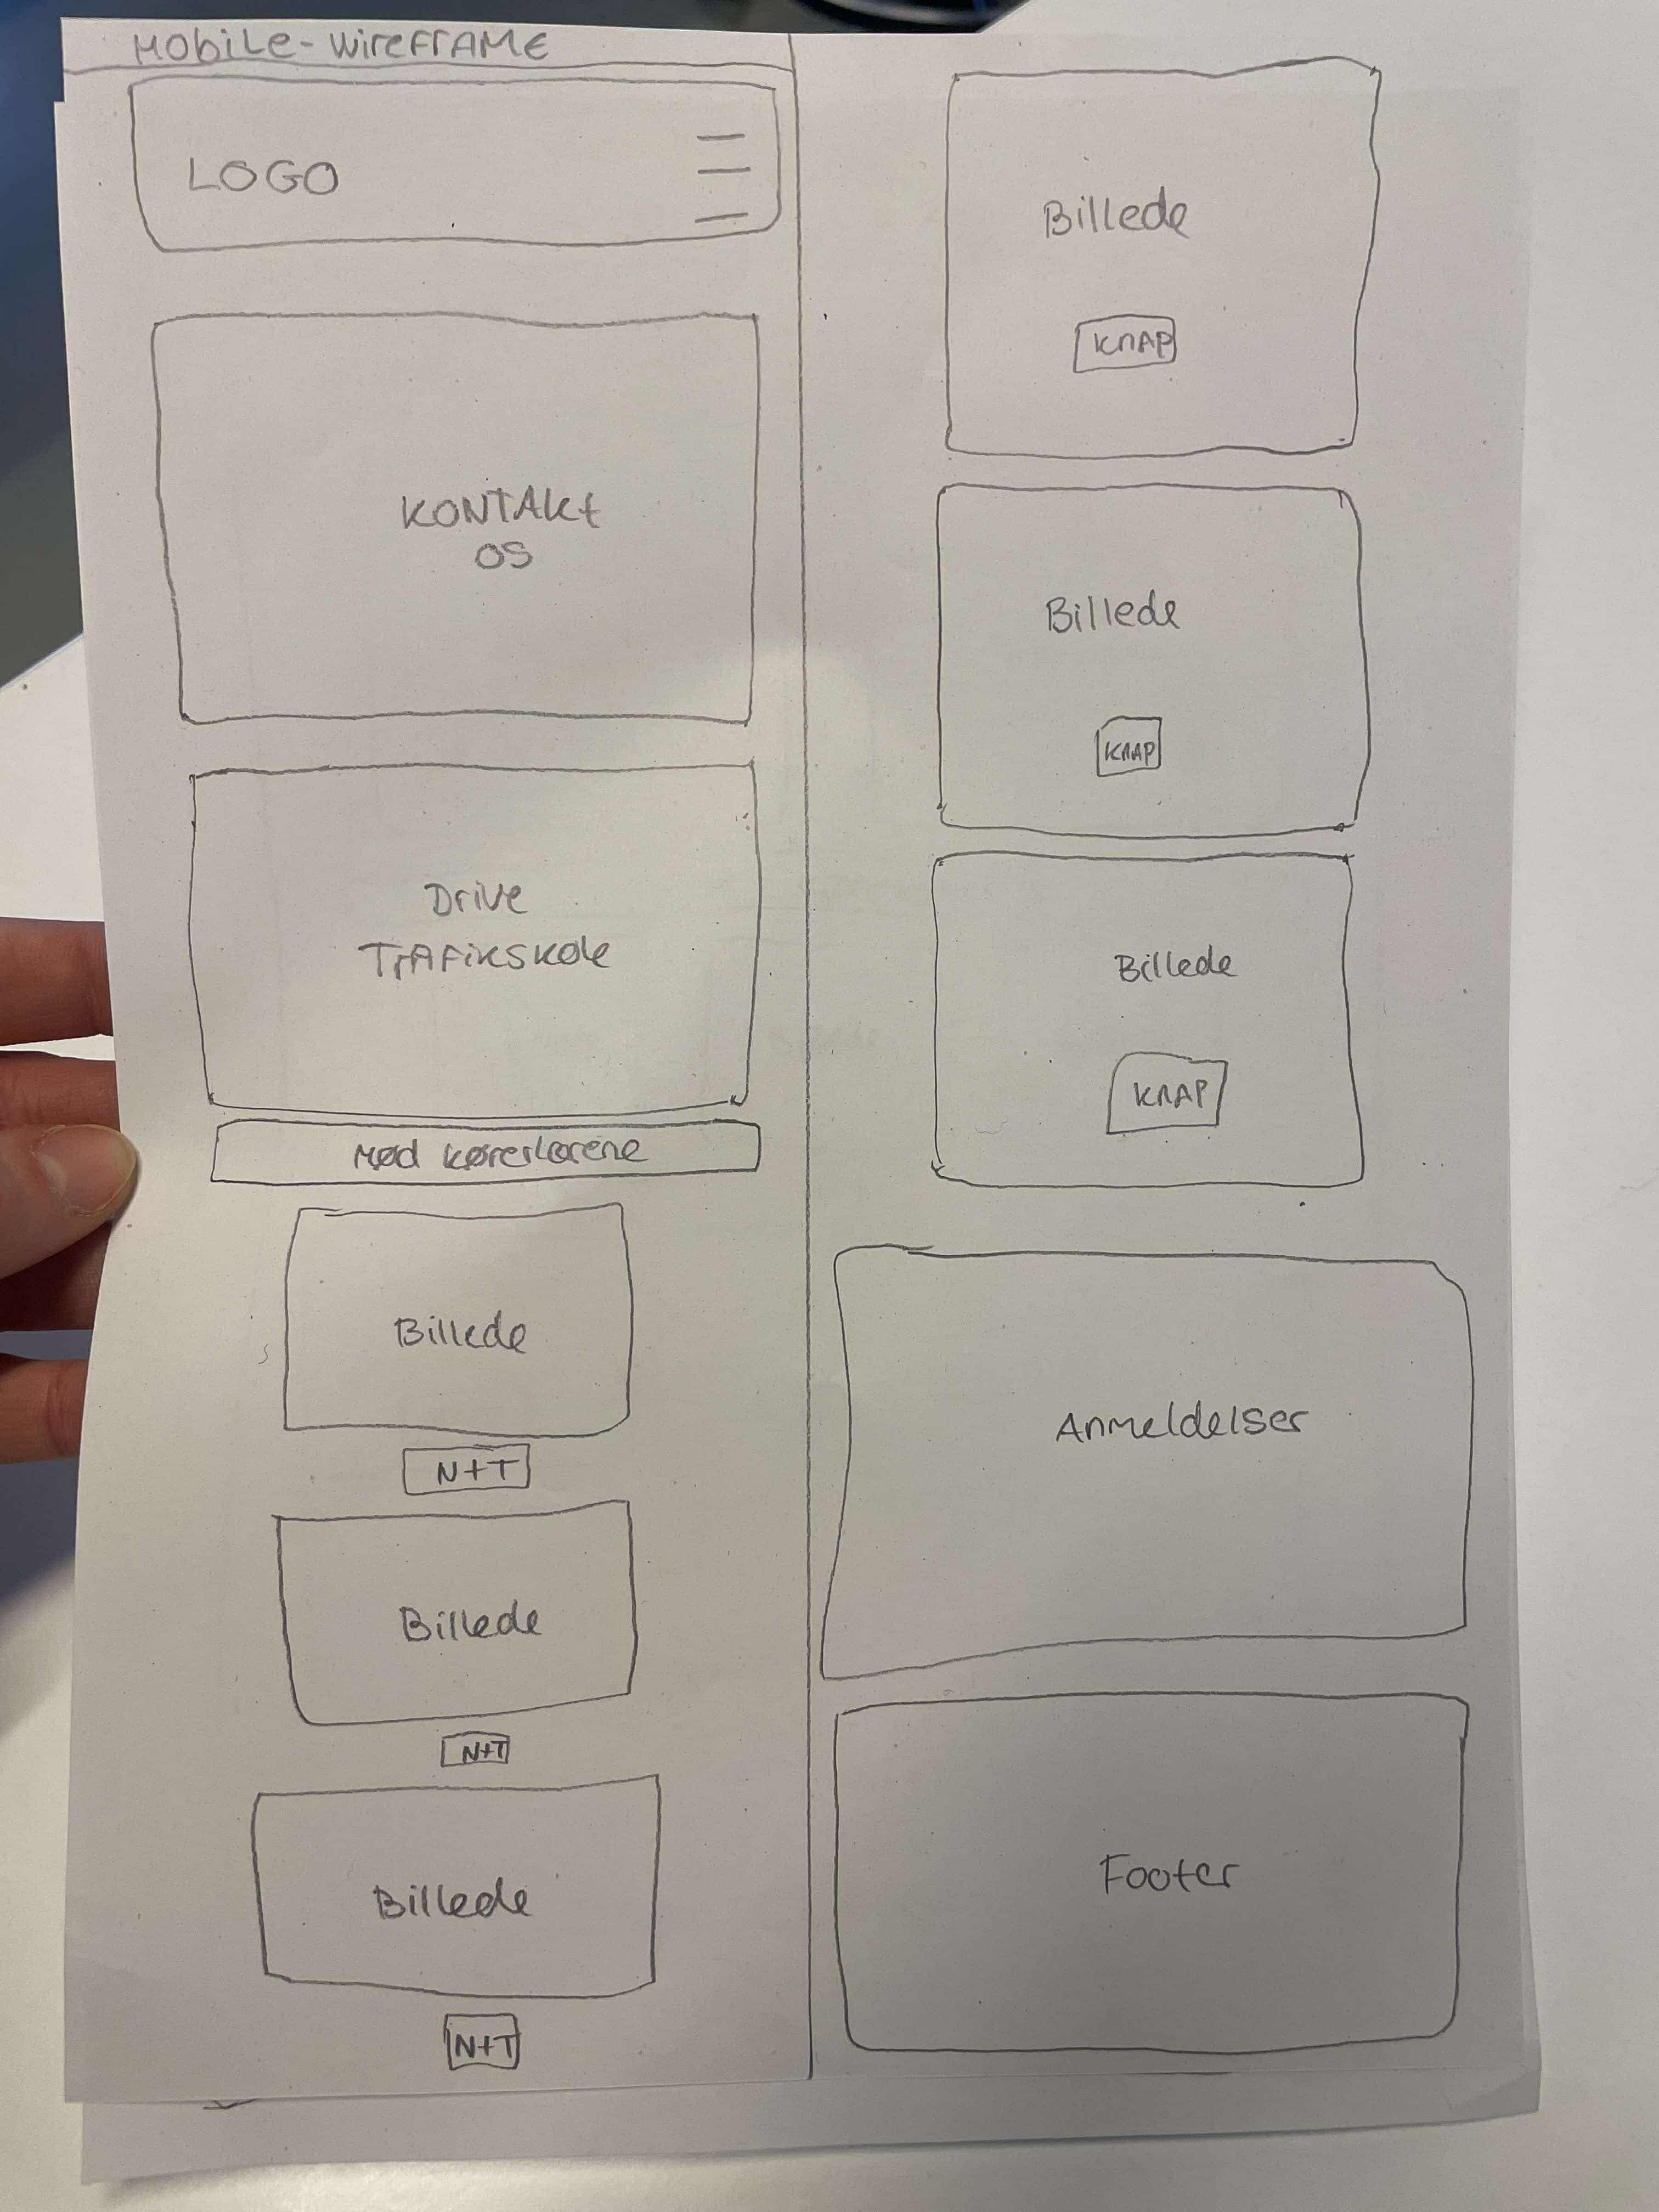 MObiLe-WireFrAME
LOGO
KONTAKt
OS
Drive
TrAFikskole
Mød kørerlærene
Billede
N+T
Billede
N+T
Billede
N+T
Billede
KNAP
Billede
KNAP
Billede
KNAP
Anmeldelser
Footer